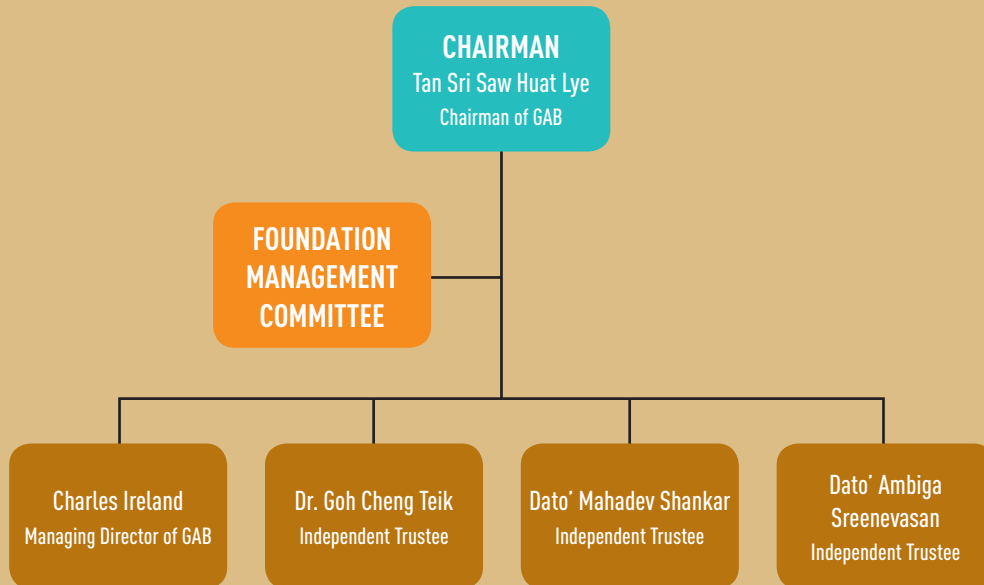 CHAIRMAN
Tan Sri Saw Huat Lye
Chairman of GAB
FOUNDATION
MANAGEMENT
COMMITTEE
Charles Ireland
Managing Director of GAB
Dr. Goh Cheng Teik
Independent Trustee
Dato’ Mahadev Shankar
Independent Trustee
Dato’ Ambiga
Sreenevasan
Independent Trustee